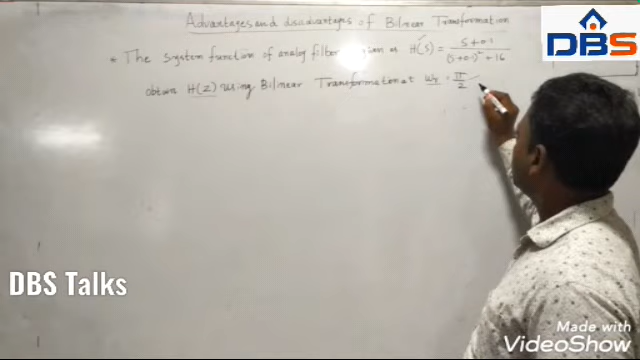 Advantages and disadvantages of Bilinear Transformation
* The system function of analog filter is given as H(S) = S+0.1 / (S+0.1)² + 16
obtain H(Z) using Bilinear Transformation at ωr = π/2
DBS
DBS Talks
Made with
VideoShow